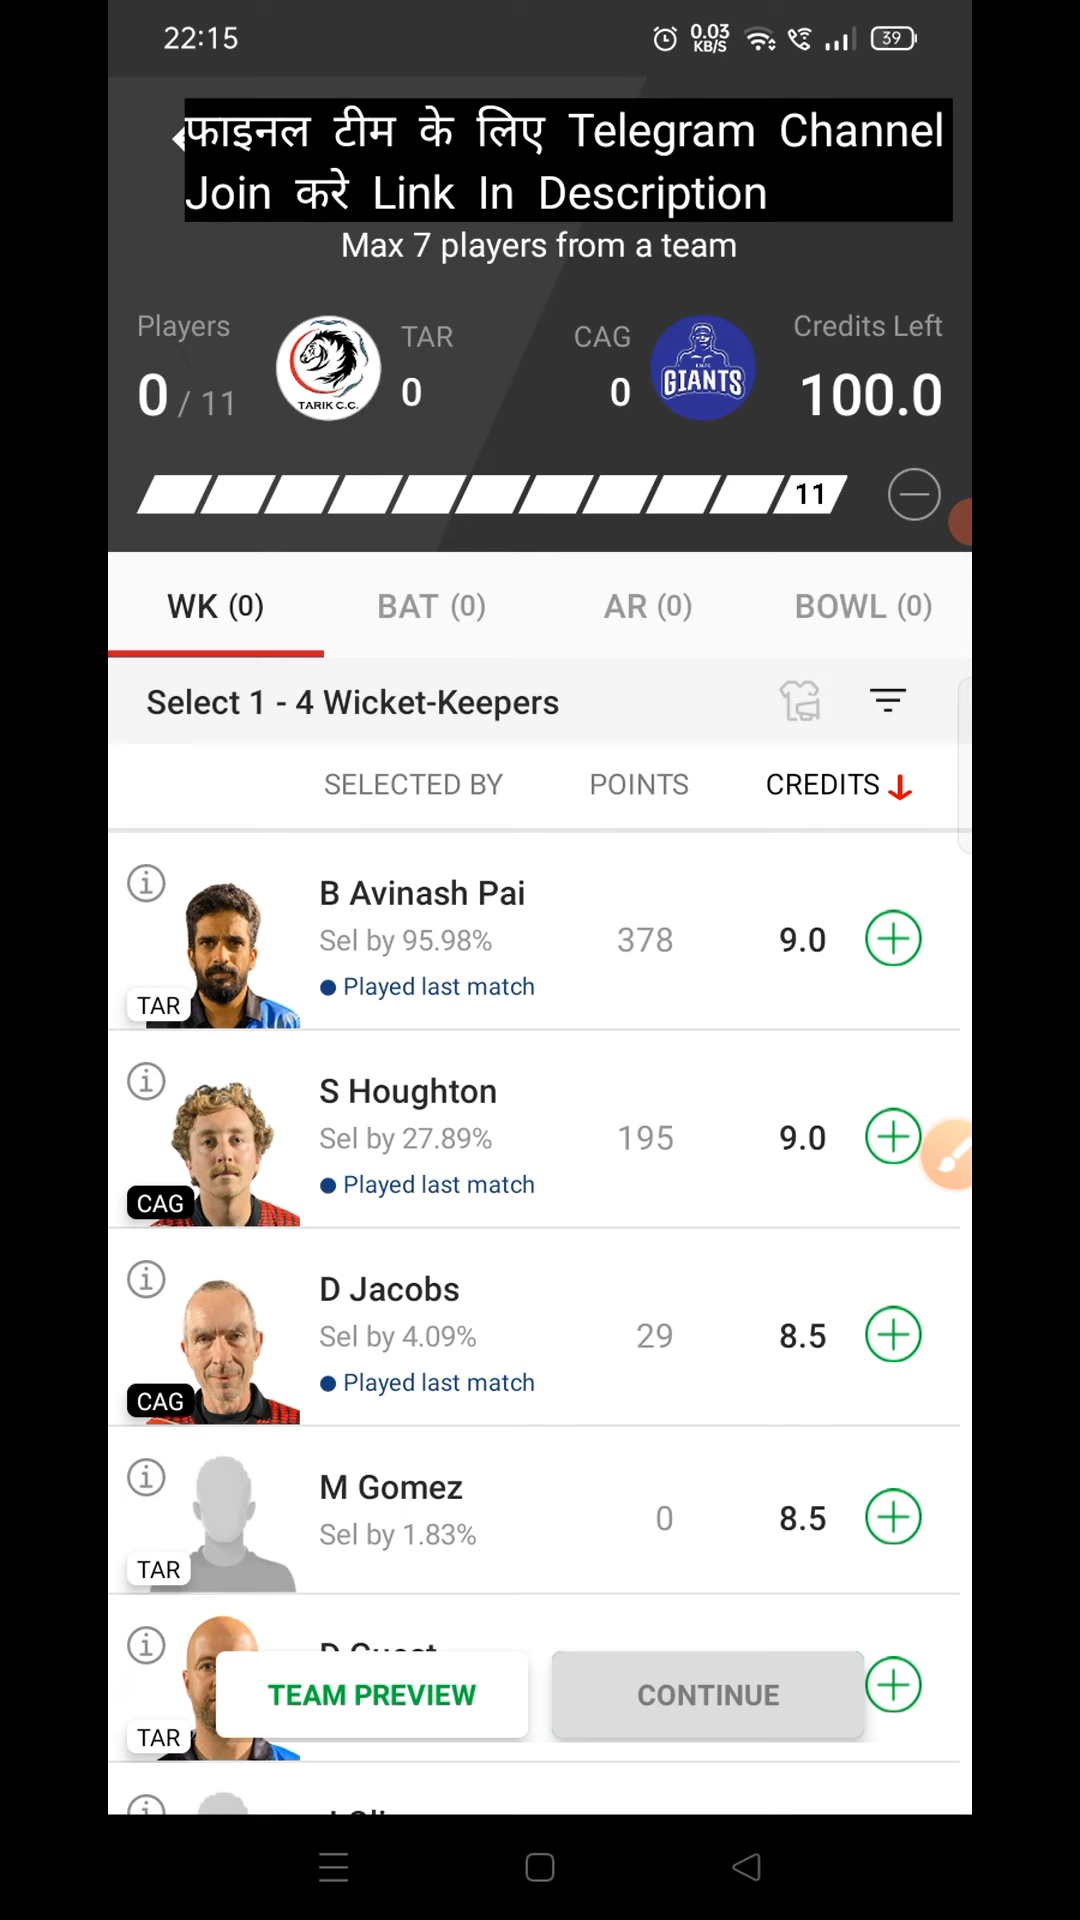 22:15
0.03
KB/S
39
फाइनल टीम के लिए Telegram Channel
Join करे Link In Description
Max 7 players from a team
Players
TAR
CAG
Credits Left
0 / 11
0
0
100.0
TARIK C.C.
GIANTS
11
WK (0)
BAT (0)
AR (0)
BOWL (0)
Select 1 - 4 Wicket-Keepers
SELECTED BY
POINTS
CREDITS
B Avinash Pai
Sel by 95.98%
378
9.0
Played last match
TAR
S Houghton
Sel by 27.89%
195
9.0
Played last match
CAG
D Jacobs
Sel by 4.09%
29
8.5
Played last match
CAG
M Gomez
Sel by 1.83%
0
8.5
TAR
TEAM PREVIEW
CONTINUE
TAR